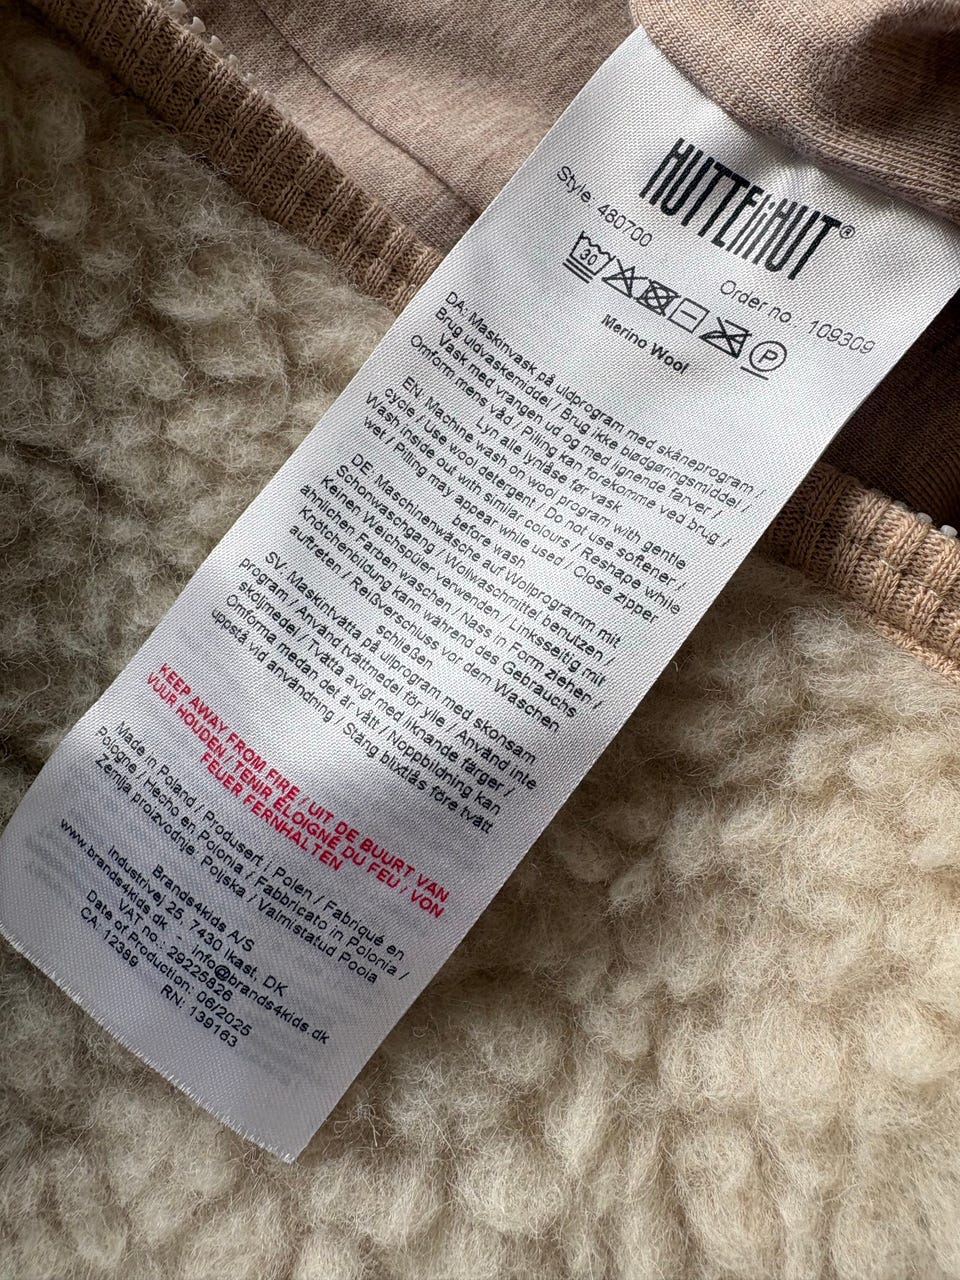 HUTTEliHUT®
Style: 480700
Order no.: 109309
30
P
Merino Wool
DA: Maskinvask på uldprogram med skåneprogram /
Brug uldvaskemiddel / Brug ikke blødgøringsmiddel /
Vask med vrangen ud og med lignende farver /
Omform mens våd / Piling kan forekomme ved brug /
Lyn alle lynlåse før vask
EN: Machine wash on wool program with gentle
cycle / Use wool detergent / Do not use softener /
Wash inside out with similar colours / Reshape while
wet / Piling may appear while used / Close zipper
before wash
DE: Maschinenwäsche auf Wollprogramm mit
Schonwaschgang / Wollwaschmittel benutzen /
Keinen Weichspüler verwenden / Linksseitig mit
ähnlichen Farben waschen / Nass in Form ziehen /
Knötchenbildung kann während des Gebrauchs
auftreten / Reißverschluss vor dem Waschen
schließen
SV: Maskintvätta på ullprogram med skonsam
program / Använd tvättmedel för ylle / Använd inte
sköljmedel / Tvätta avigt med liknande färger /
Omforma medan det är vått / Noppbildning kan
uppstå vid användning / Stäng blixtlås före tvätt
KEEP AWAY FROM FIRE / UIT DE BUURT VAN
VUUR HOUDEN / TENIR ÉLOIGNÉ DU FEU / VON
FEUER FERNHALTEN
Made in Poland / Produsert i Polen / Fabriqué en
Pologne / Hecho en Polonia / Fabbricato in Polonia /
Zemlja proizvodnje: Poljska / Valmistatud Poola
Brands4kids A/S
Industrivej 25, 7430 Ikast, DK
www.brands4kids.dk - info@brands4kids.dk
VAT no.: 29225826
Date of Production: 06/2025
CA: 12399 RN: 139163